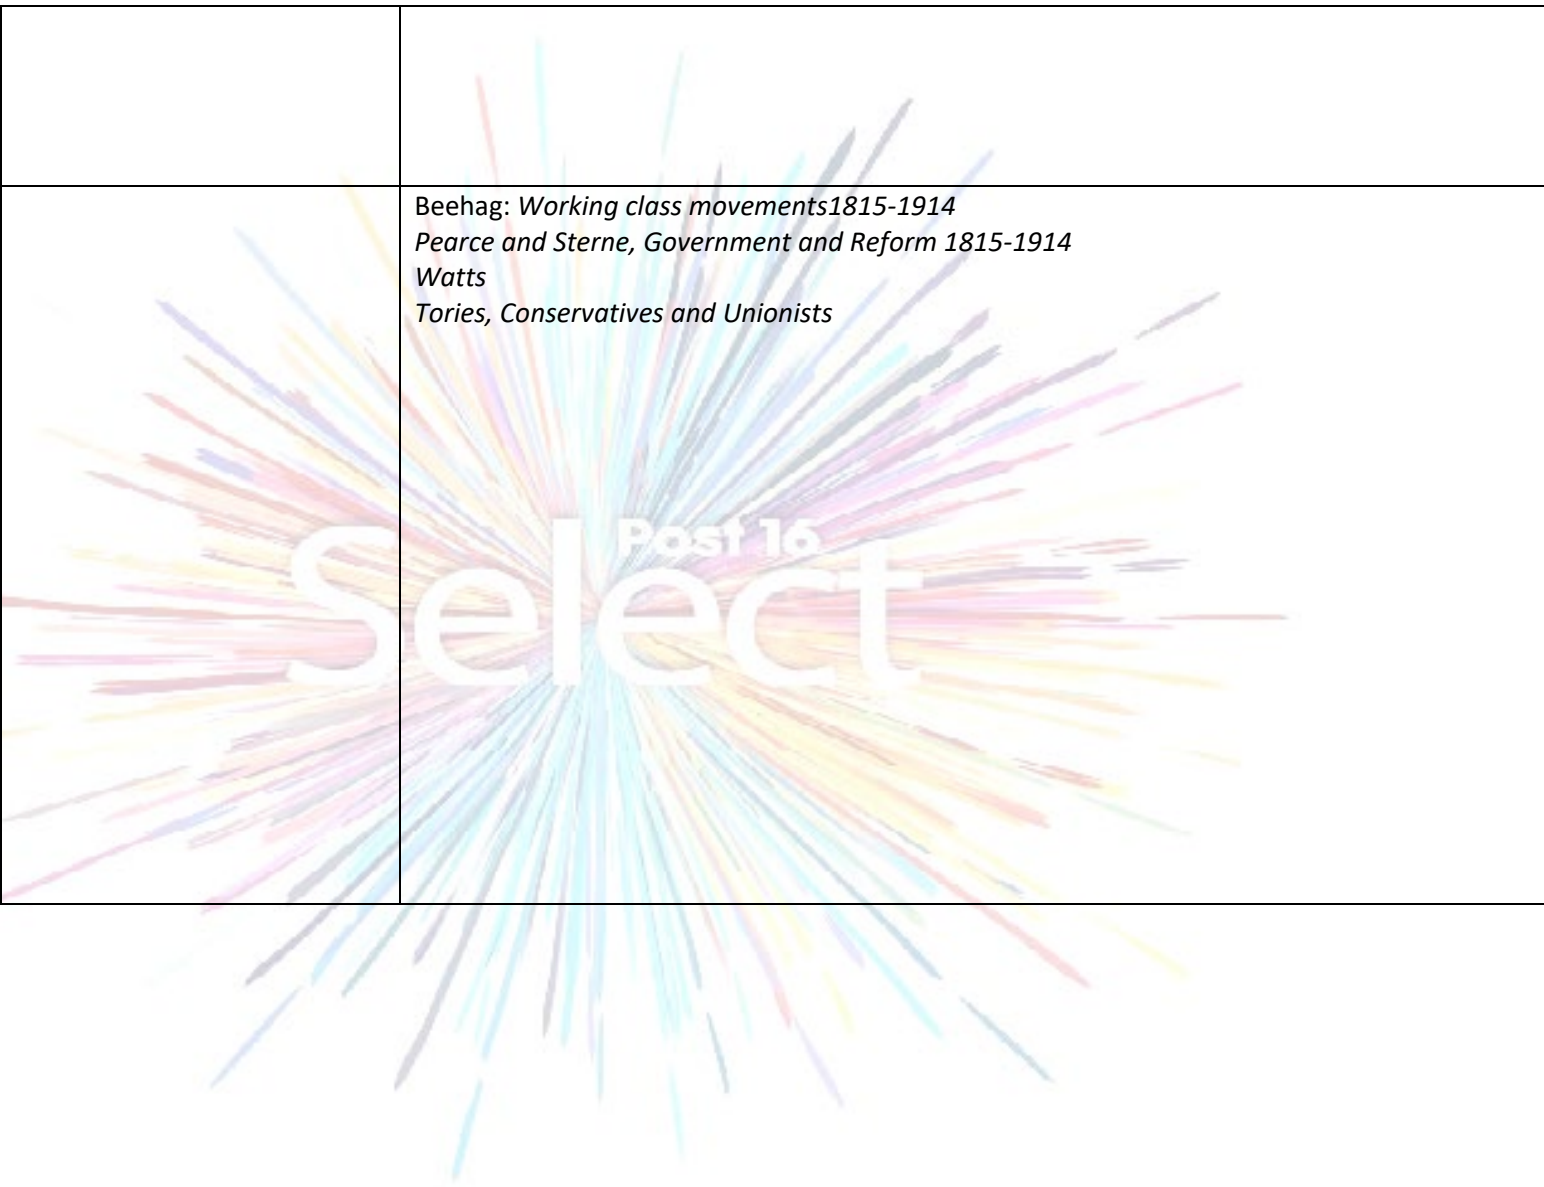 Beehag: Working class movements1815-1914
Pearce and Sterne, Government and Reform 1815-1914
Watts
Tories, Conservatives and Unionists
Post 16
Select